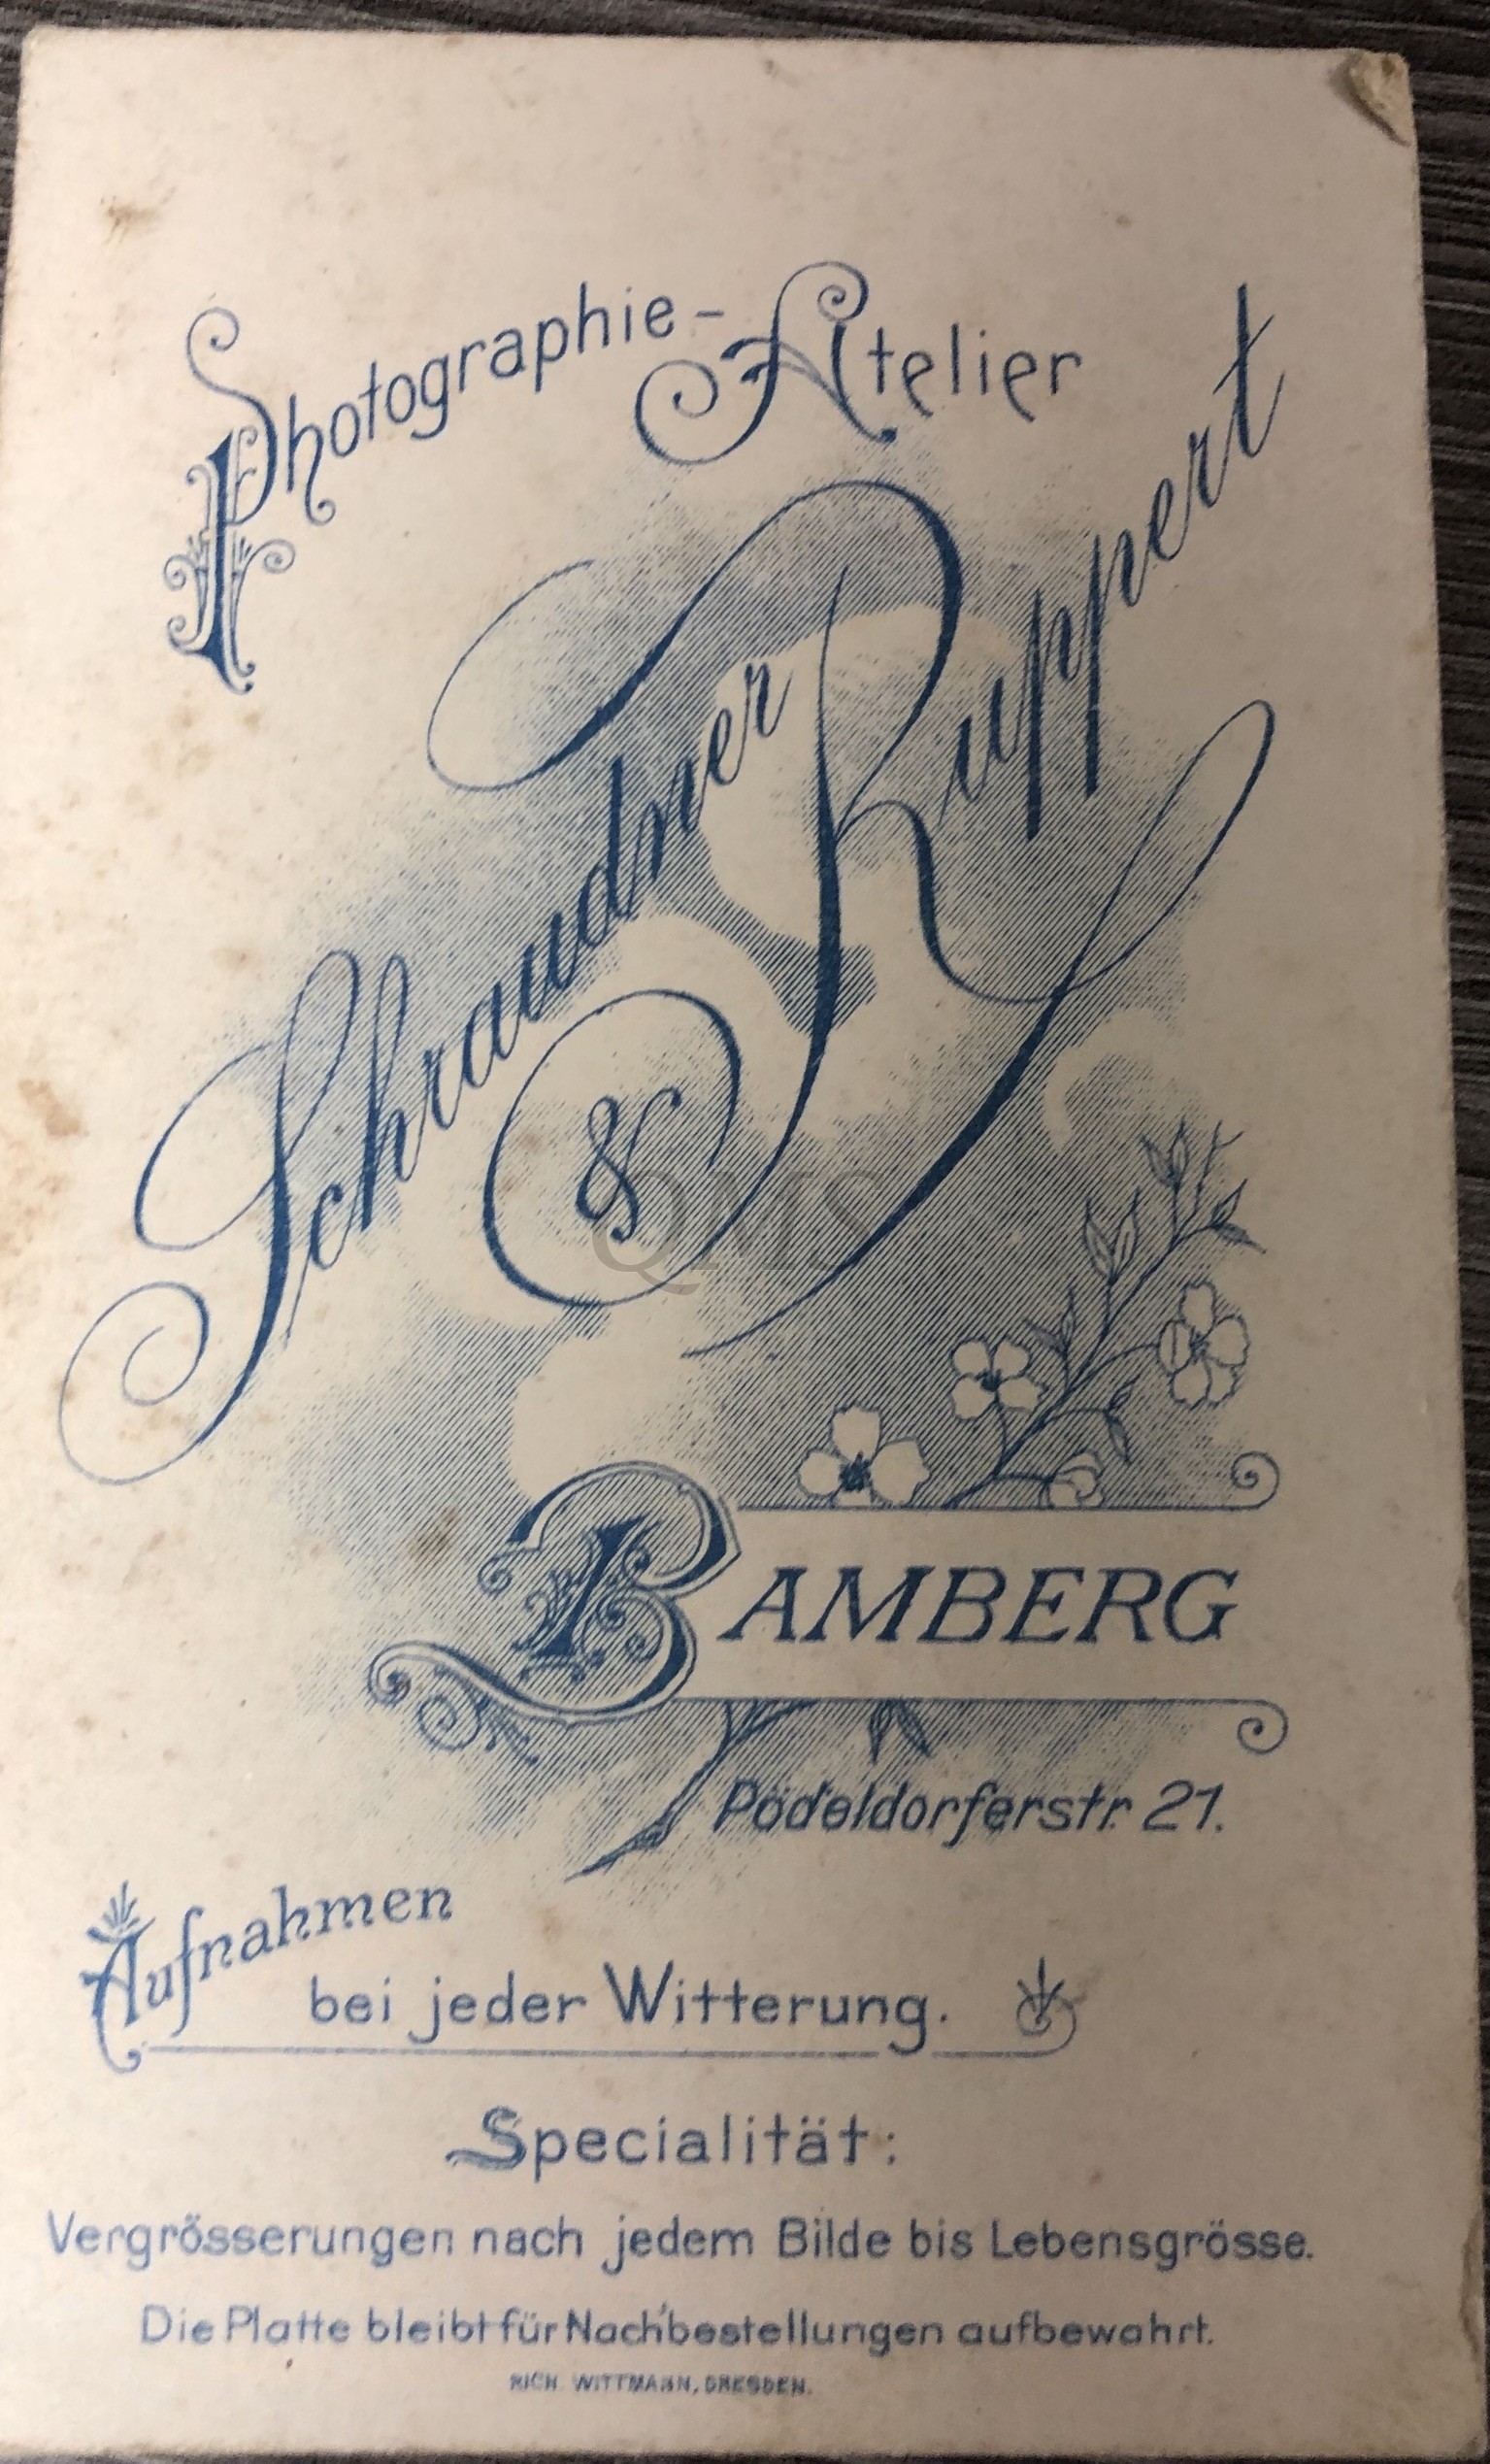 Photographie-Atelier
Schraudner
& Ruppert
QMS
BAMBERG
Pödeldorferstr. 21.
Aufnahmen
bei jeder Witterung.
Specialität:
Vergrösserungen nach jedem Bilde bis Lebensgrösse.
Die Platte bleibt für Nachbestellungen aufbewahrt.
RICH. WITTMANN, DRESDEN.